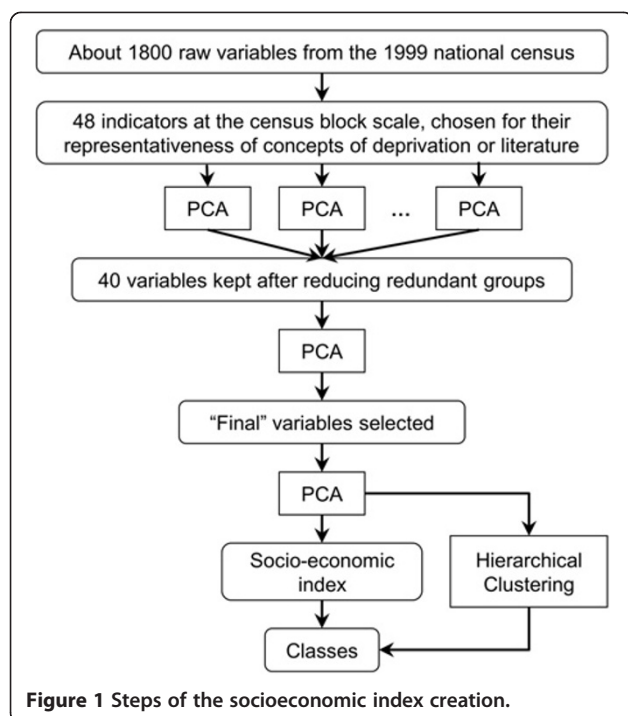 About 1800 raw variables from the 1999 national census
48 indicators at the census block scale, chosen for their
representativeness of concepts of deprivation or literature
PCA PCA ... PCA
40 variables kept after reducing redundant groups
PCA
“Final” variables selected
PCA
Socio-economic
index
Hierarchical
Clustering
Classes
Figure 1 Steps of the socioeconomic index creation.